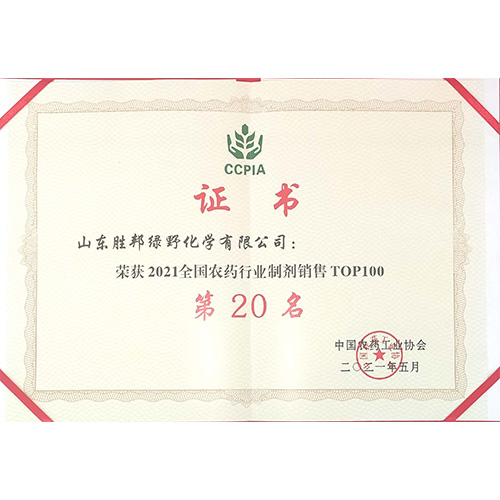 CCPIA
证书
山东胜邦绿野化学有限公司：
荣获2021全国农药行业制剂销售TOP100
第20名
中国农药工业协会
二〇二一年五月